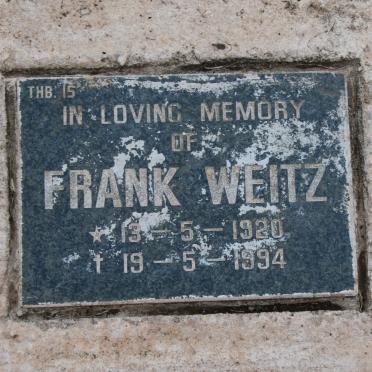 THB. 15
IN LOVING MEMORY
OF
FRANK WEITZ
★ 13 – 5 – 1920
† 19 – 5 – 1994